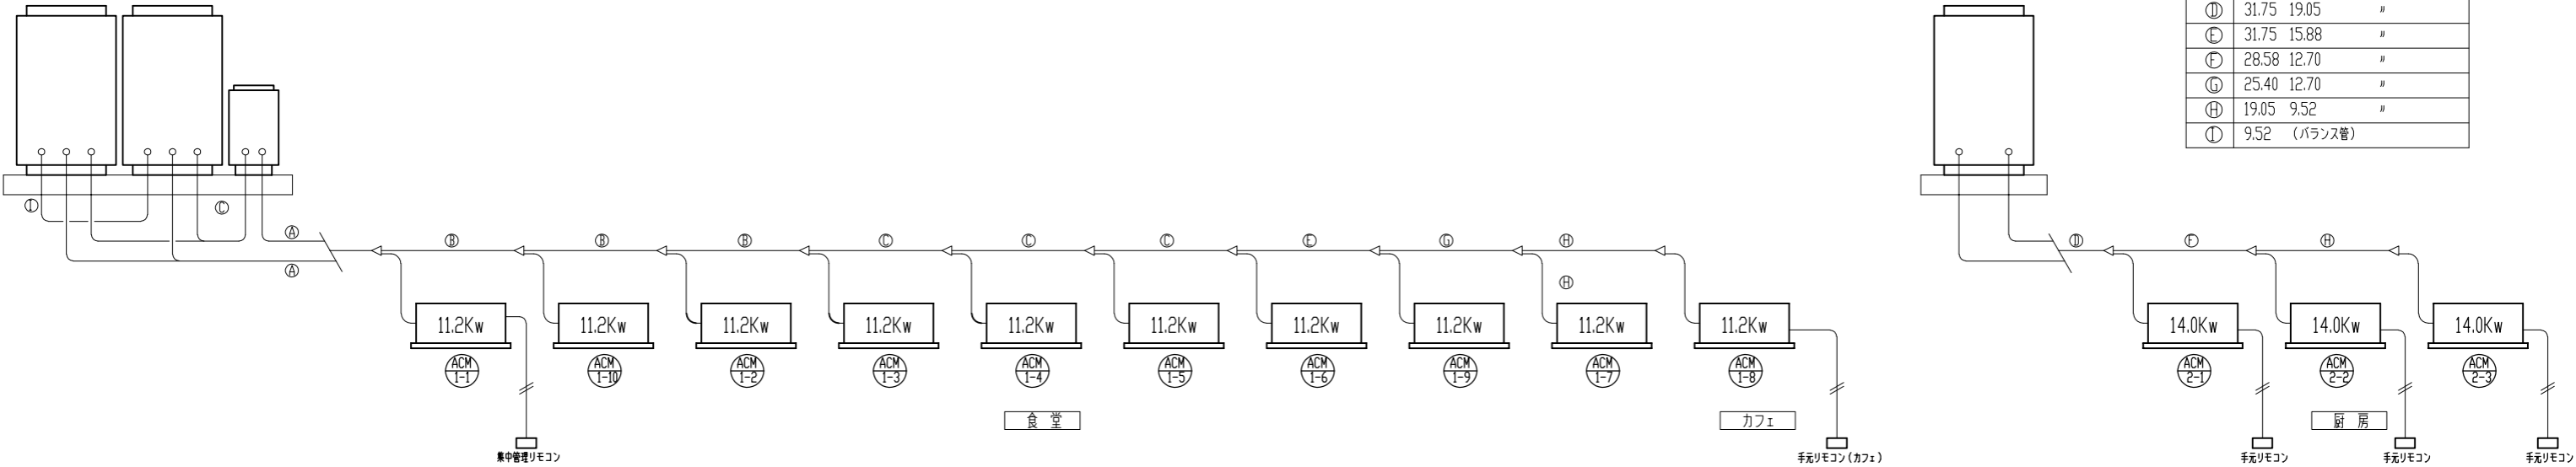 Ⓓ 31.75 19.05 〃
Ⓔ 31.75 15.88 〃
Ⓕ 28.58 12.70 〃
Ⓖ 25.40 12.70 〃
Ⓗ 19.05 9.52 〃
Ⓘ 9.52 (バランス管)
Ⓘ Ⓒ
Ⓐ
Ⓐ
Ⓑ Ⓑ Ⓑ Ⓒ Ⓒ Ⓒ Ⓔ Ⓖ Ⓗ
Ⓗ
Ⓓ Ⓕ Ⓗ
11.2Kw 11.2Kw 11.2Kw 11.2Kw 11.2Kw 11.2Kw 11.2Kw 11.2Kw 11.2Kw 11.2Kw
14.0Kw 14.0Kw 14.0Kw
ACM
1-1
ACM
1-10
ACM
1-2
ACM
1-3
ACM
1-4
ACM
1-5
ACM
1-6
ACM
1-9
ACM
1-7
ACM
1-8
ACM
2-1
ACM
2-2
ACM
2-3
食 堂
カフェ
厨 房
集中管理リモコン
手元リモコン(カフェ)
手元リモコン
手元リモコン
手元リモコン